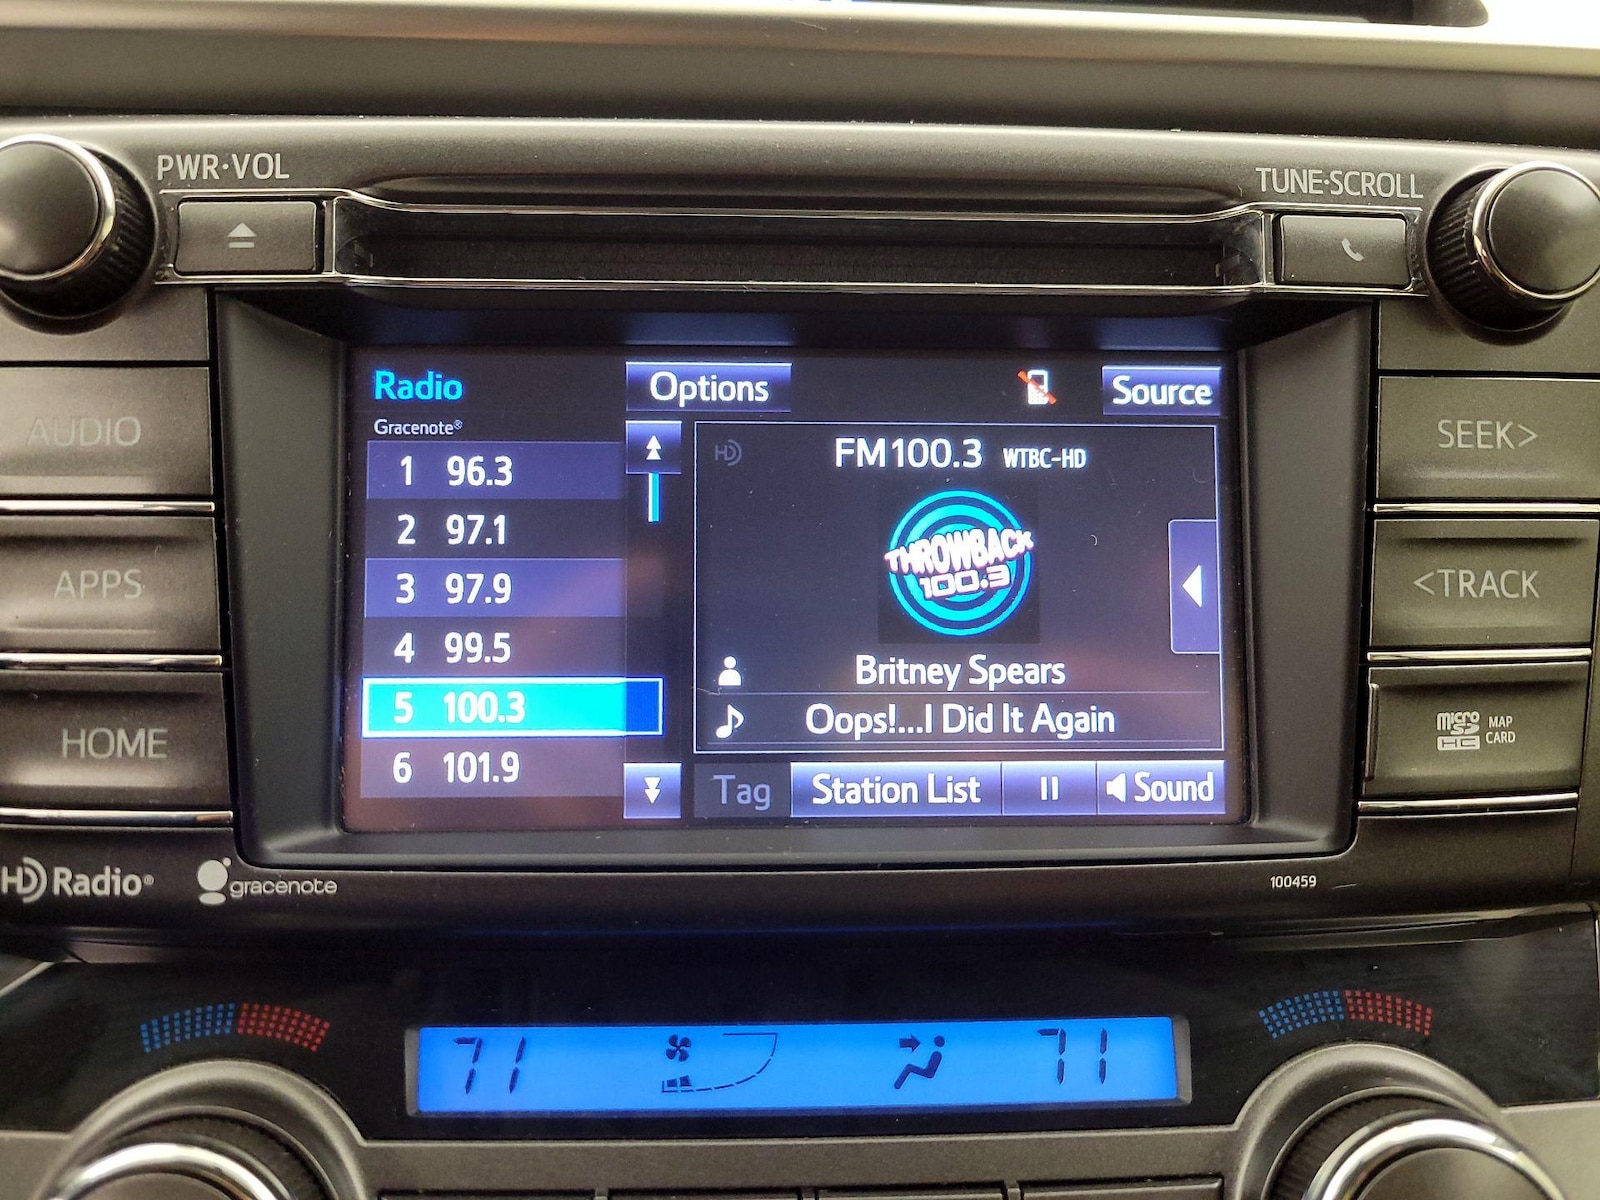 PWR·VOL
TUNE·SCROLL
AUDIO
APPS
HOME
SEEK>
<TRACK
micro SD HC MAP CARD
Radio
Options
Source
Gracenote®
1 96.3
2 97.1
3 97.9
4 99.5
5 100.3
6 101.9
HD
FM100.3 WTBC-HD
THROWBACK
100.3
Britney Spears
Oops!...I Did It Again
Tag
Station List
Sound
HD Radio®
gracenote
100459
71
71